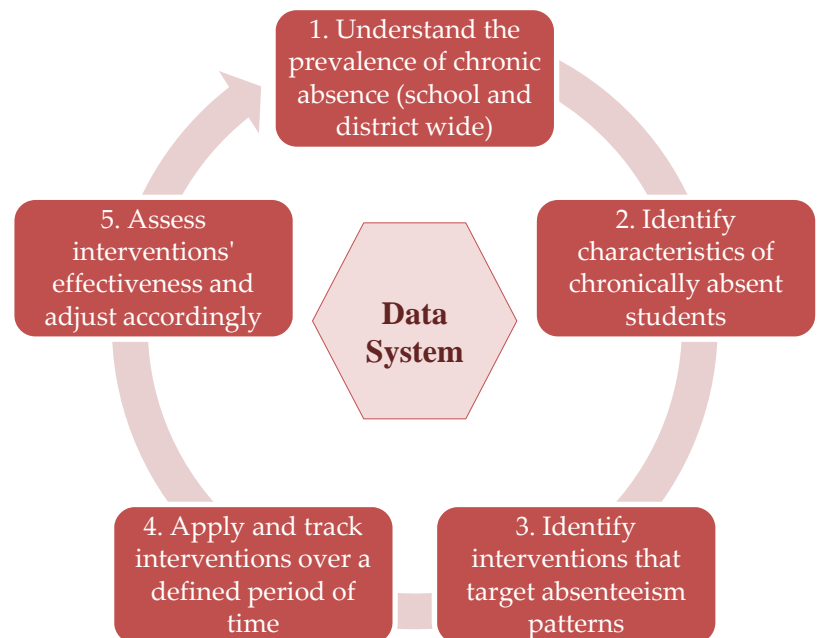 1. Understand the
prevalence of chronic
absence (school and
district wide)
2. Identify
characteristics of
chronically absent
students
3. Identify
interventions that
target absenteeism
patterns
4. Apply and track
interventions over a
defined period of
time
5. Assess
interventions'
effectiveness and
adjust accordingly
Data
System